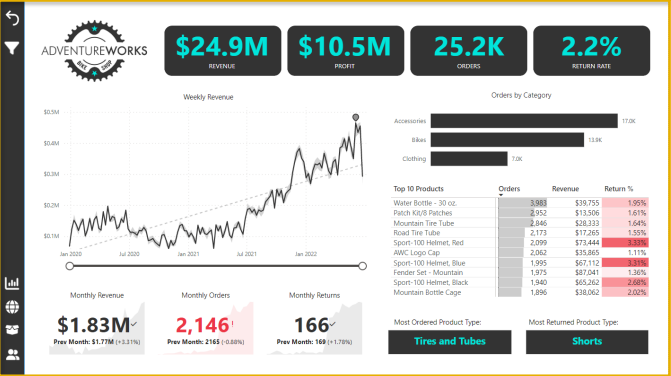 ADVENTUREWORKS
BIKE SHOP
$24.9M
REVENUE
$10.5M
PROFIT
25.2K
ORDERS
2.2%
RETURN RATE
Weekly Revenue
$0.5M
$0.4M
$0.3M
$0.2M
$0.1M
Jan 2020 Jul 2020 Jan 2021 Jul 2021 Jan 2022
Orders by Category
Accessories 17.0K
Bikes 13.8K
Clothing 7.0K
Top 10 Products Orders Revenue Return %
Water Bottle - 30 oz. 3,983 $39,755 1.95%
Patch Kit/8 Patches 2,952 $13,506 1.61%
Mountain Tire Tube 2,846 $28,333 1.64%
Road Tire Tube 2,173 $17,265 1.55%
Sport-100 Helmet, Red 2,099 $73,444 3.33%
AWC Logo Cap 2,062 $35,865 1.11%
Sport-100 Helmet, Blue 1,995 $67,112 3.31%
Fender Set - Mountain 1,975 $87,041 1.36%
Sport-100 Helmet, Black 1,940 $65,262 2.68%
Mountain Bottle Cage 1,896 $38,062 2.02%
Monthly Revenue
$1.83M
Prev Month: $1.77M (+3.31%)
Monthly Orders
2,146!
Prev Month: 2165 (-0.88%)
Monthly Returns
166
Prev Month: 169 (+1.78%)
Most Ordered Product Type:
Tires and Tubes
Most Returned Product Type:
Shorts